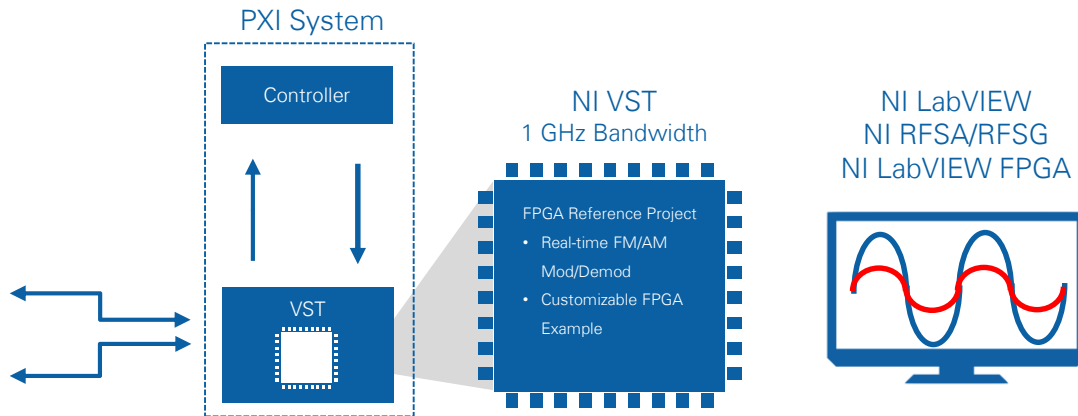 PXI System
Controller
VST
NI VST
1 GHz Bandwidth
FPGA Reference Project
• Real-time FM/AM
Mod/Demod
• Customizable FPGA
Example
NI LabVIEW
NI RFSA/RFSG
NI LabVIEW FPGA